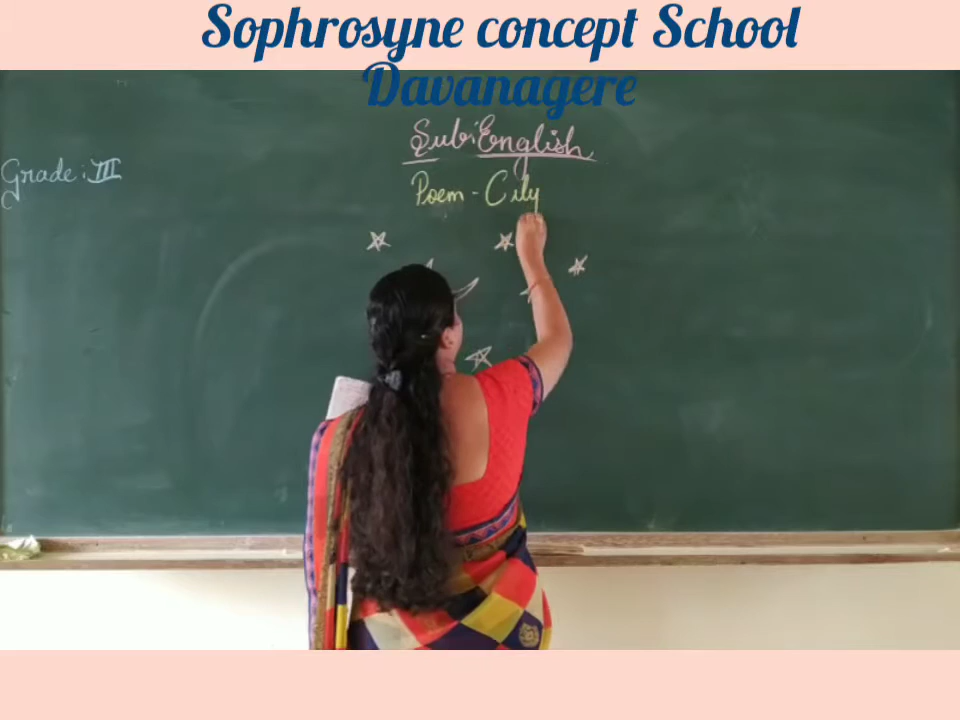 Sophrosyne concept School
Davanagere
Sub: English
Grade: III
Poem - City